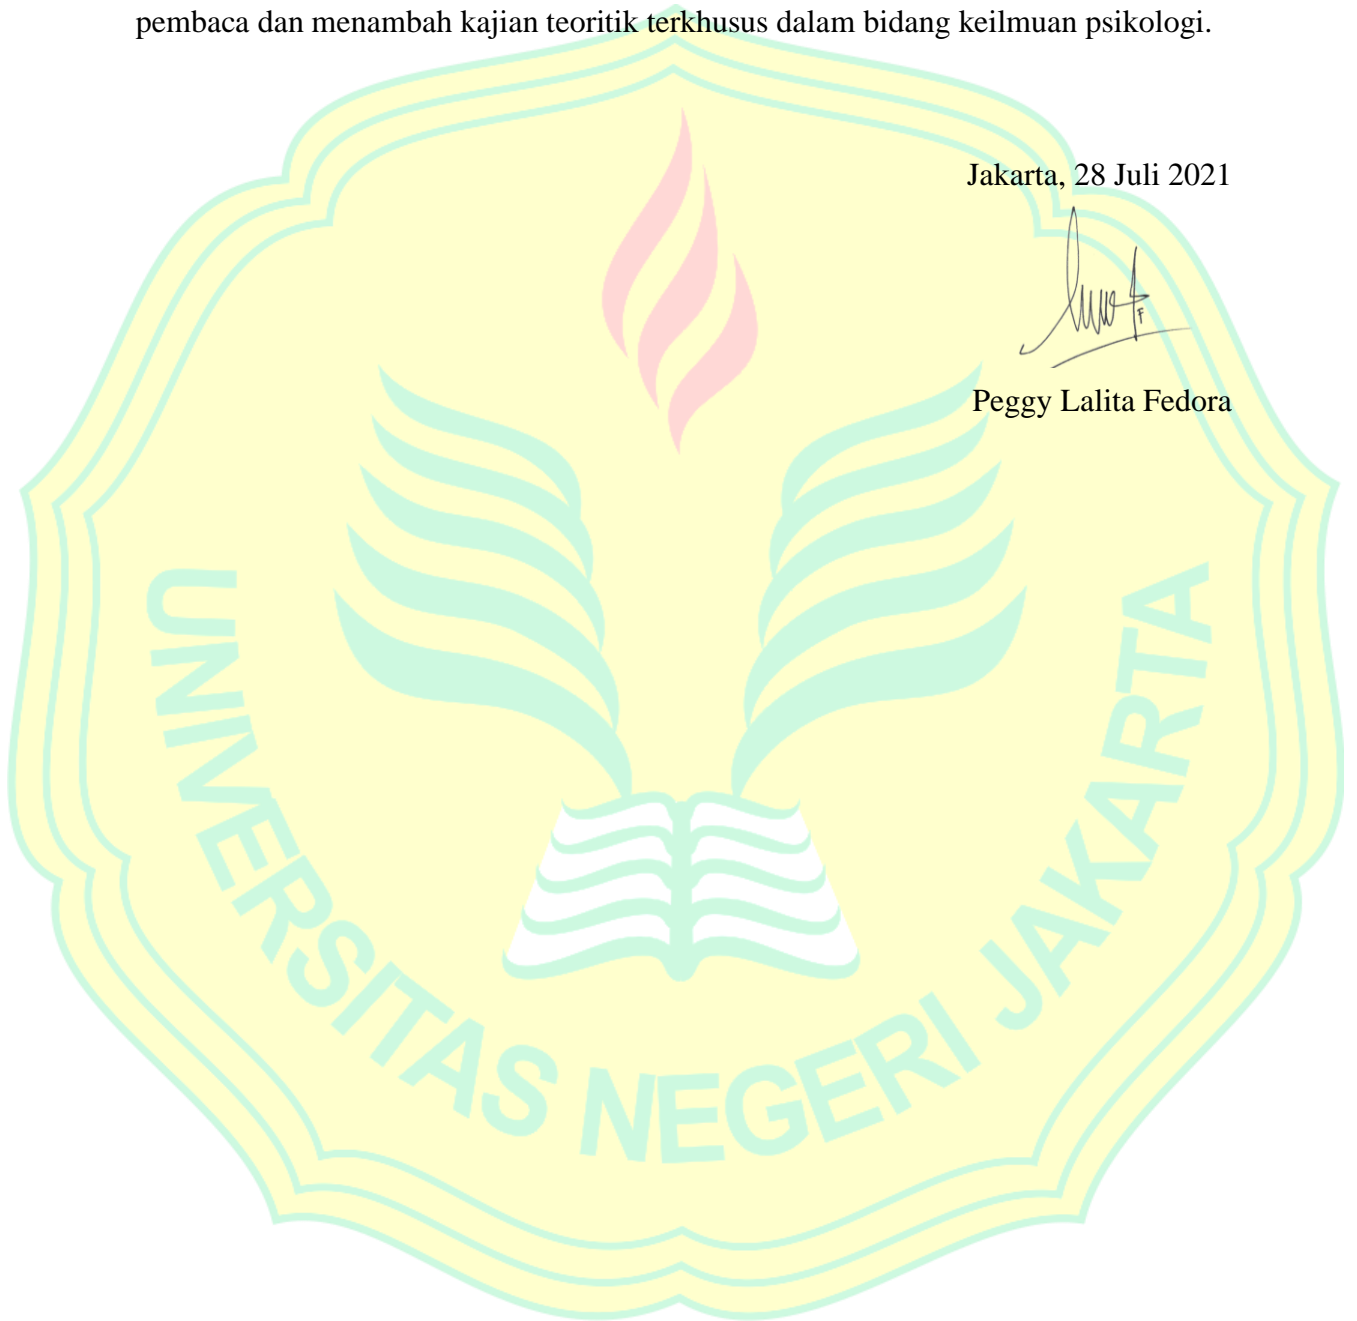 pembaca dan menambah kajian teoritik terkhusus dalam bidang keilmuan psikologi.
Jakarta, 28 Juli 2021
Peggy Lalita Fedora
UNIVERSITAS NEGERI JAKARTA